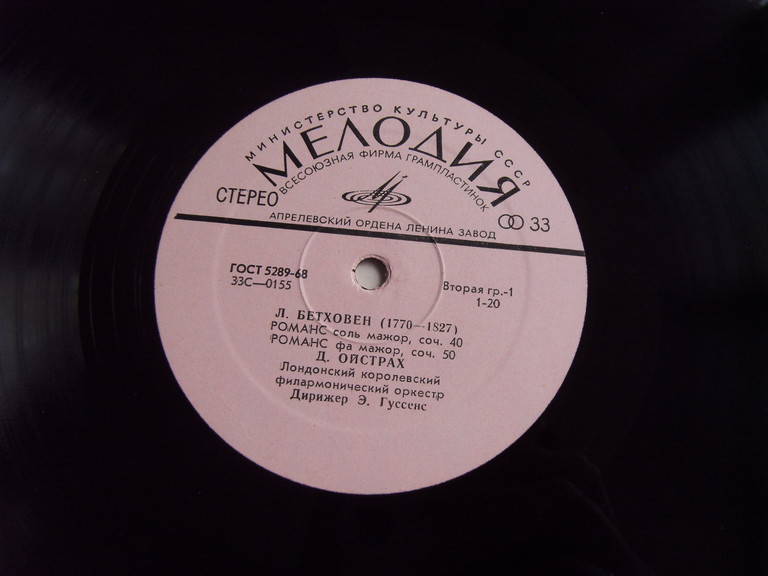 МИНИСТЕРСТВО КУЛЬТУРЫ СССР
МЕЛОДИЯ
ВСЕСОЮЗНАЯ ФИРМА ГРАМПЛАСТИНОК
СТЕРЕО
33
АПРЕЛЕВСКИЙ ОРДЕНА ЛЕНИНА ЗАВОД
ГОСТ 5289-68
33С—0155
Вторая гр.-1
1-20
Л. БЕТХОВЕН (1770—1827)
РОМАНС соль мажор, соч. 40
РОМАНС фа мажор, соч. 50
Д. ОЙСТРАХ
Лондонский королевский
филармонический оркестр
Дирижер Э. Гуссенс